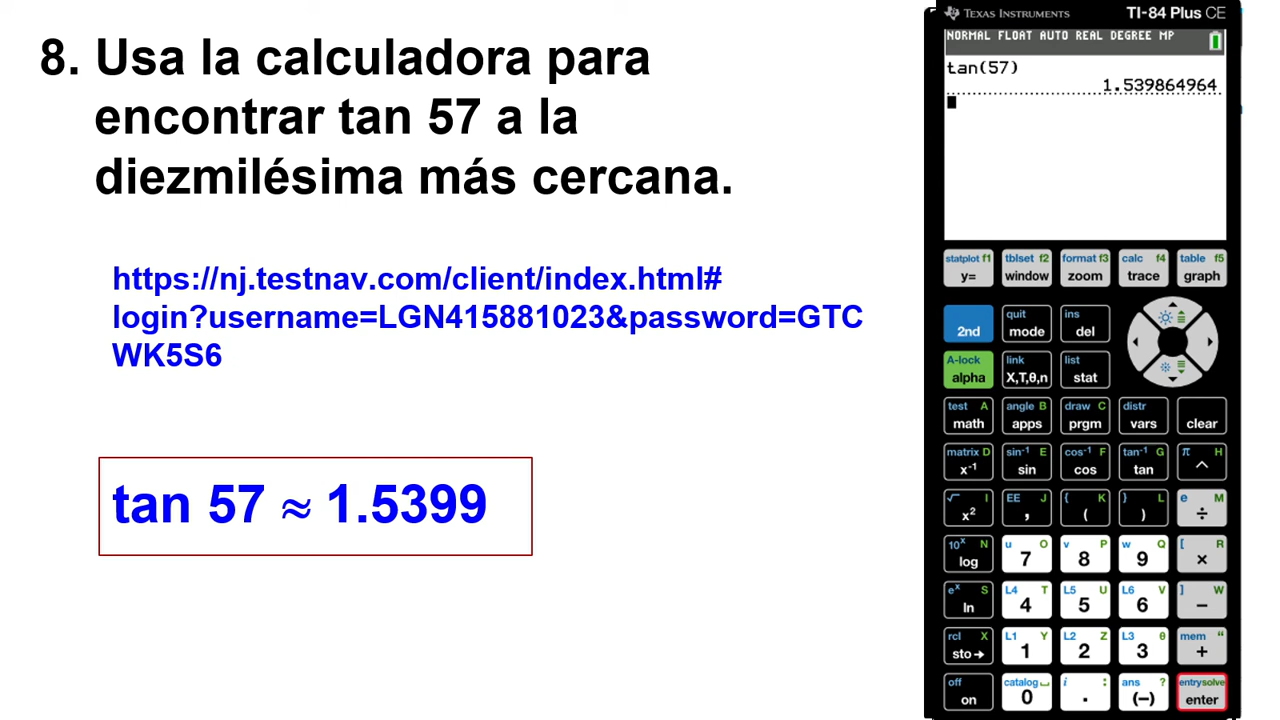 8. Usa la calculadora para
encontrar tan 57 a la
diezmilésima más cercana.
https://nj.testnav.com/client/index.html#
login?username=LGN415881023&password=GTC
WK5S6
tan 57 ≈ 1.5399
TEXAS INSTRUMENTS TI-84 Plus CE
NORMAL FLOAT AUTO REAL DEGREE MP
tan(57)
1.539864964
statplot f1 tblset f2 format f3 calc f4 table f5
y= window zoom trace graph
quit ins
2nd mode del
A-lock link list
alpha X,T,θ,n stat
test A angle B draw C distr
math apps prgm vars clear
matrix D sin⁻¹ E cos⁻¹ F tan⁻¹ G π H
x⁻¹ sin cos tan ^
√ I EE J { K } L e M
x² , ( ) ÷
10ˣ N u O v P w Q [ R
log 7 8 9 ×
eˣ S L4 T L5 U L6 V ] W
ln 4 5 6 −
rcl X L1 Y L2 Z L3 θ mem “
sto→ 1 2 3 +
off catalog ⎵ i : ans ? entry solve
on 0 . (−) enter